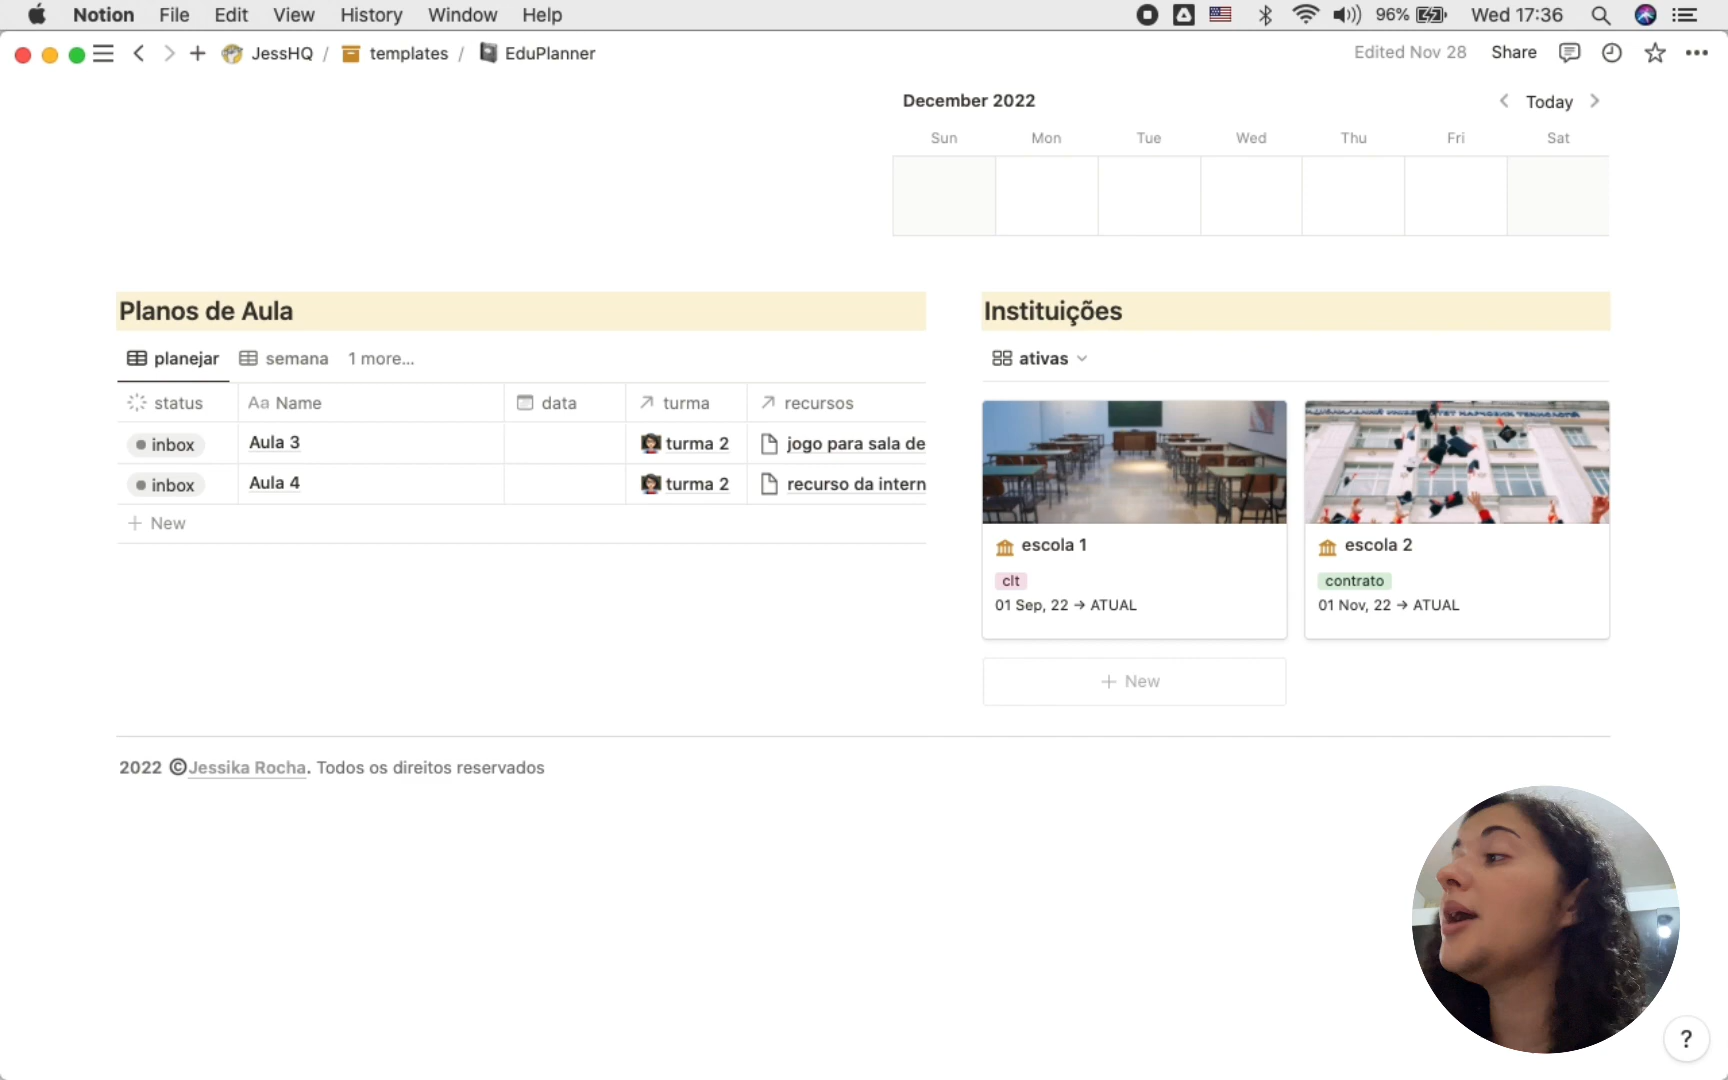 Notion File Edit View History Window Help 96% Wed 17:36
JessHQ / templates / EduPlanner Edited Nov 28 Share
December 2022 Today
Sun Mon Tue Wed Thu Fri Sat
Planos de Aula
planejar semana 1 more...
status Aa Name data turma recursos
inbox Aula 3 turma 2 jogo para sala de
inbox Aula 4 turma 2 recurso da intern
+ New
Instituições
ativas
escola 1
clt
01 Sep, 22 → ATUAL
escola 2
contrato
01 Nov, 22 → ATUAL
+ New
2022 ©Jessika Rocha. Todos os direitos reservados
?